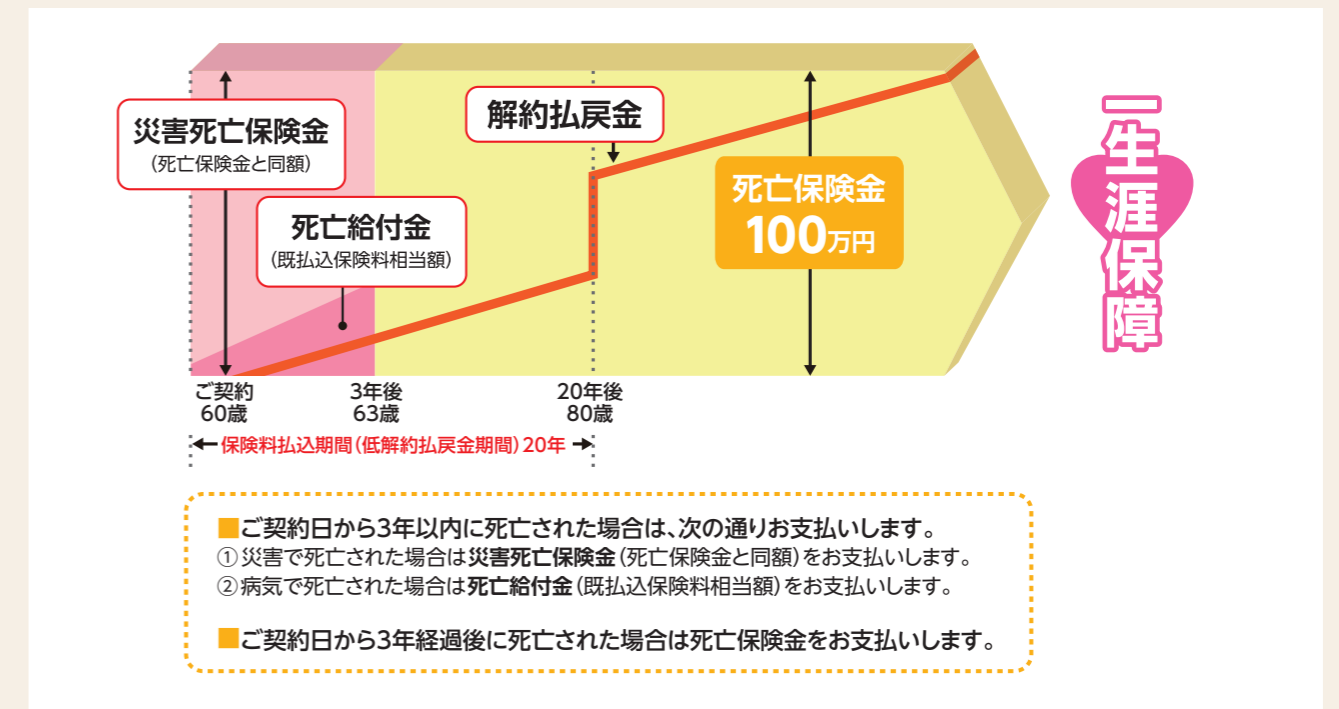 災害死亡保険金
(死亡保険金と同額)
死亡給付金
(既払込保険料相当額)
解約払戻金
死亡保険金
100万円
一生涯保障
ご契約
60歳
3年後
63歳
20年後
80歳
保険料払込期間(低解約払戻金期間)20年
■ご契約日から3年以内に死亡された場合は、次の通りお支払いします。
①災害で死亡された場合は災害死亡保険金(死亡保険金と同額)をお支払いします。
②病気で死亡された場合は死亡給付金(既払込保険料相当額)をお支払いします。
■ご契約日から3年経過後に死亡された場合は死亡保険金をお支払いします。